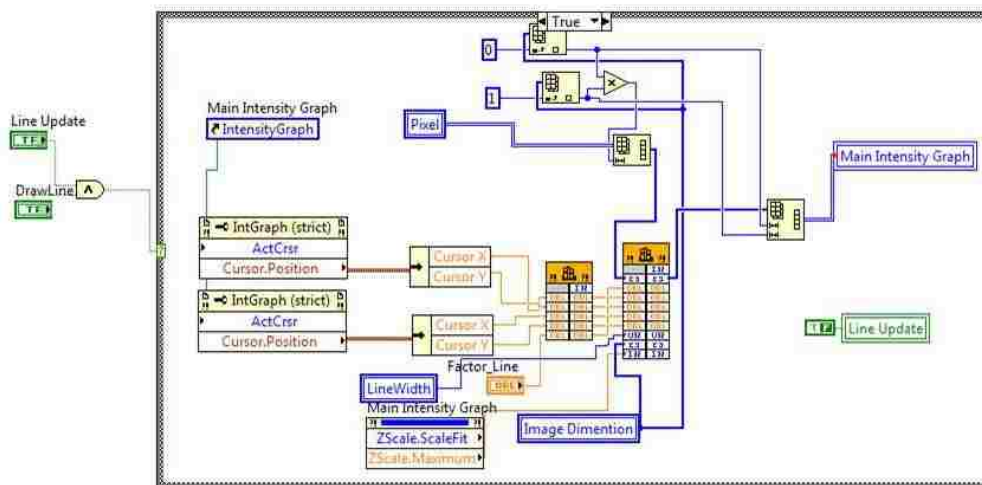 True
0
1
Main Intensity Graph
IntensityGraph
Line Update
TF
DrawLine
TF
Pixel
Main Intensity Graph
IntGraph (strict)
ActCrsr
Cursor.Position
Cursor X
Cursor Y
IntGraph (strict)
ActCrsr
Cursor.Position
Cursor X
Cursor Y
Line Update
Factor_Line
DBL
LineWidth
Main Intensity Graph
ZScale.ScaleFit
ZScale.Maximum
Image Dimention